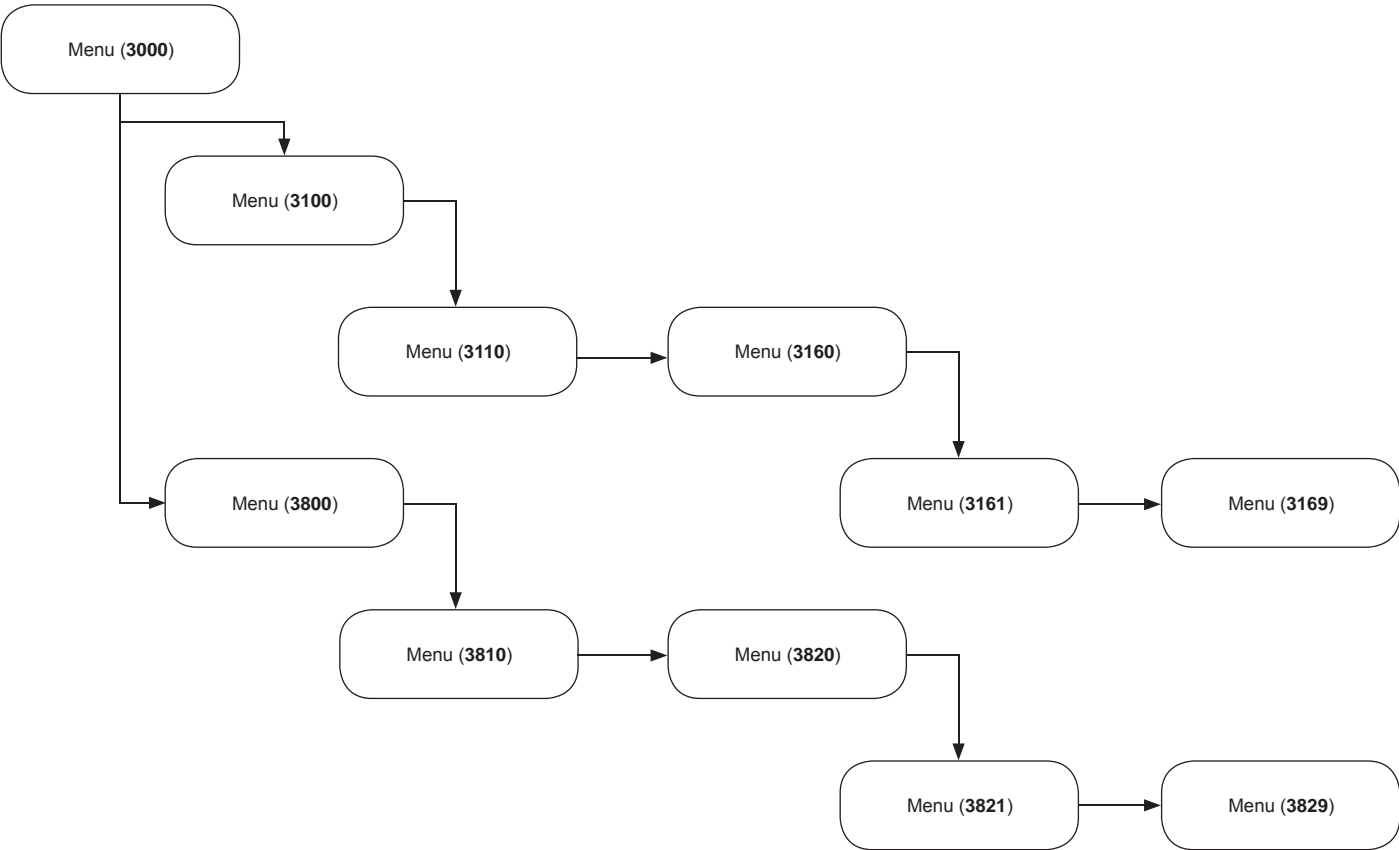 Menu (3000)
Menu (3100)
Menu (3110)
Menu (3160)
Menu (3161)
Menu (3169)
Menu (3800)
Menu (3810)
Menu (3820)
Menu (3821)
Menu (3829)